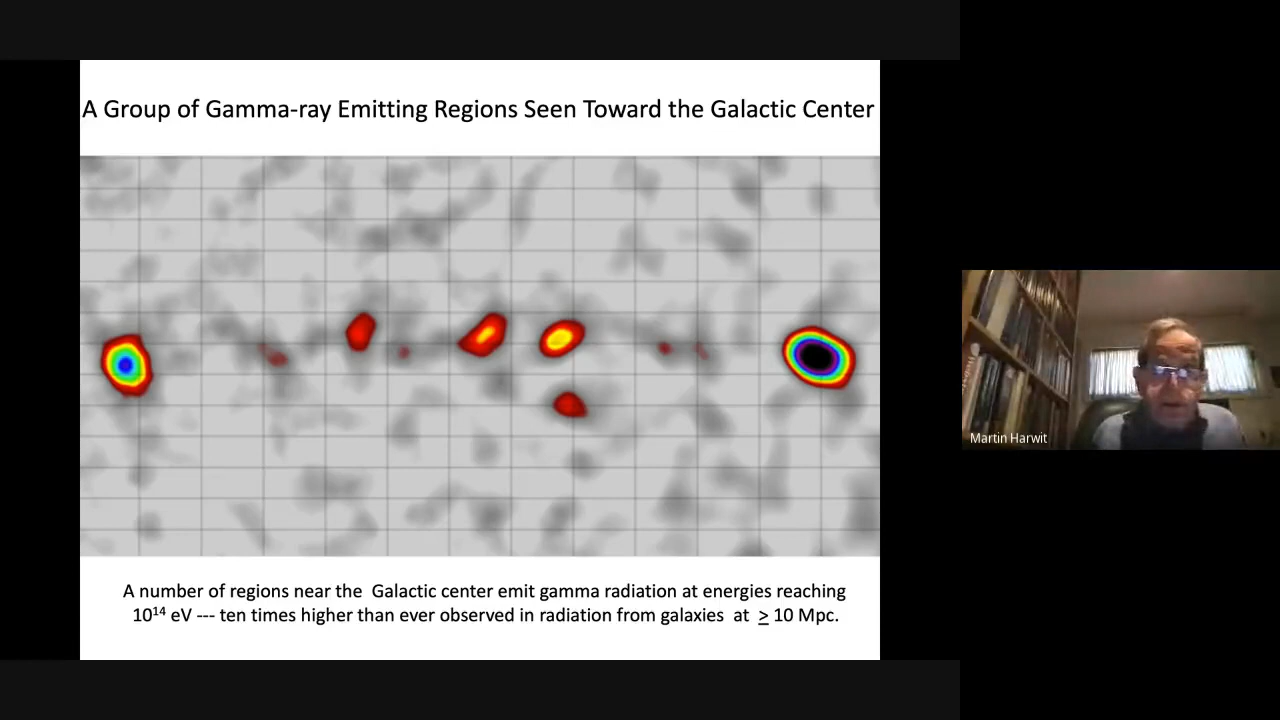 A Group of Gamma-ray Emitting Regions Seen Toward the Galactic Center
A number of regions near the Galactic center emit gamma radiation at energies reaching
10¹⁴ eV --- ten times higher than ever observed in radiation from galaxies at ≥ 10 Mpc.
Martin Harwit